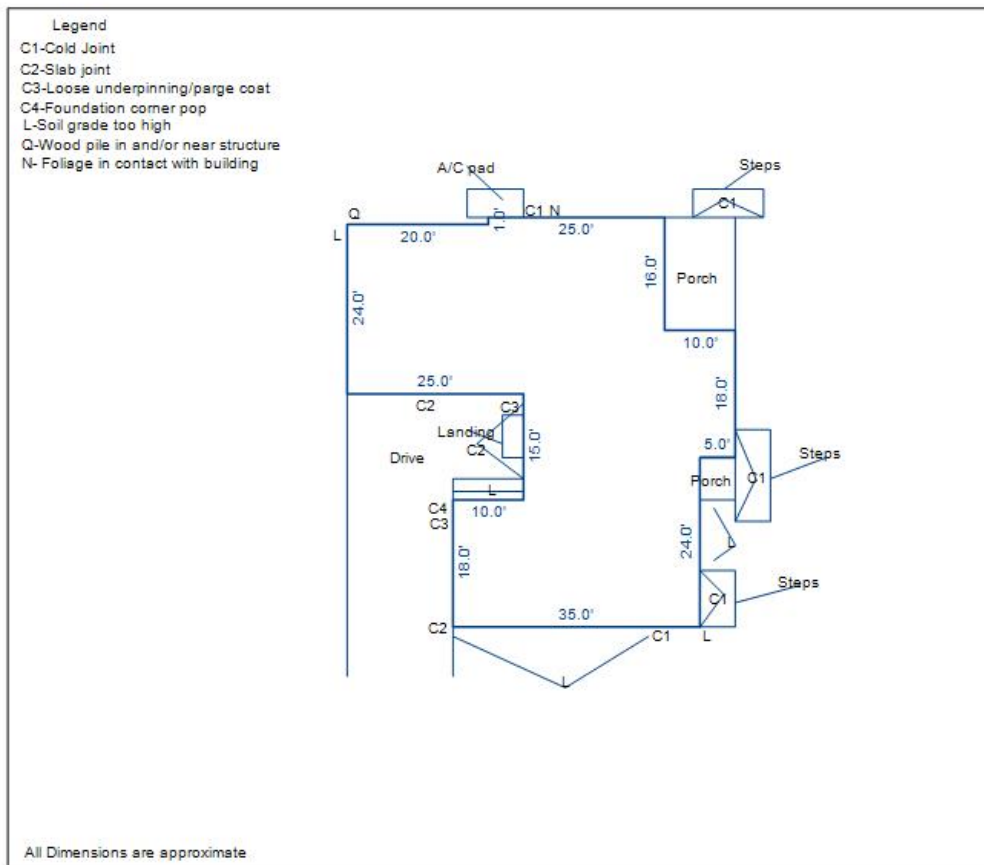 Legend
C1-Cold Joint
C2-Slab joint
C3-Loose underpinning/parge coat
C4-Foundation corner pop
L-Soil grade too high
Q-Wood pile in and/or near structure
N- Foliage in contact with building
A/C pad
Steps
C1
Q
1.0'
C1 N
L
20.0'
25.0'
16.0'
Porch
24.0'
10.0'
25.0'
18.0'
C2
C3
Landing
15.0'
5.0'
C2
Steps
Drive
Porch
C1
L
C4
10.0'
C3
24.0'
L
18.0'
Steps
C1
35.0'
C2
C1
L
L
All Dimensions are approximate